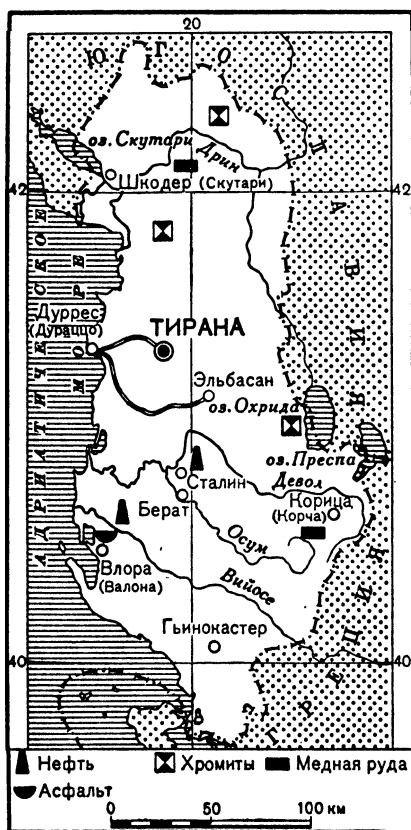 20
ЮГОСЛАВИЯ
оз. Скутари
Дрин
42
42
Шкодер (Скутари)
АДРИАТИЧЕСКОЕ
МОРЕ
Дуррес
(Дураццо)
ТИРАНА
Эльбасан
оз. Охрида
оз. Преспа
Сталин
Девол
Берат
Корица
(Корча)
Осум
Влора
(Валона)
Вийосе
Гьинокастер
40
40
ГРЕЦИЯ
20
Нефть
Хромиты
Медная руда
Асфальт
0 50 100 км